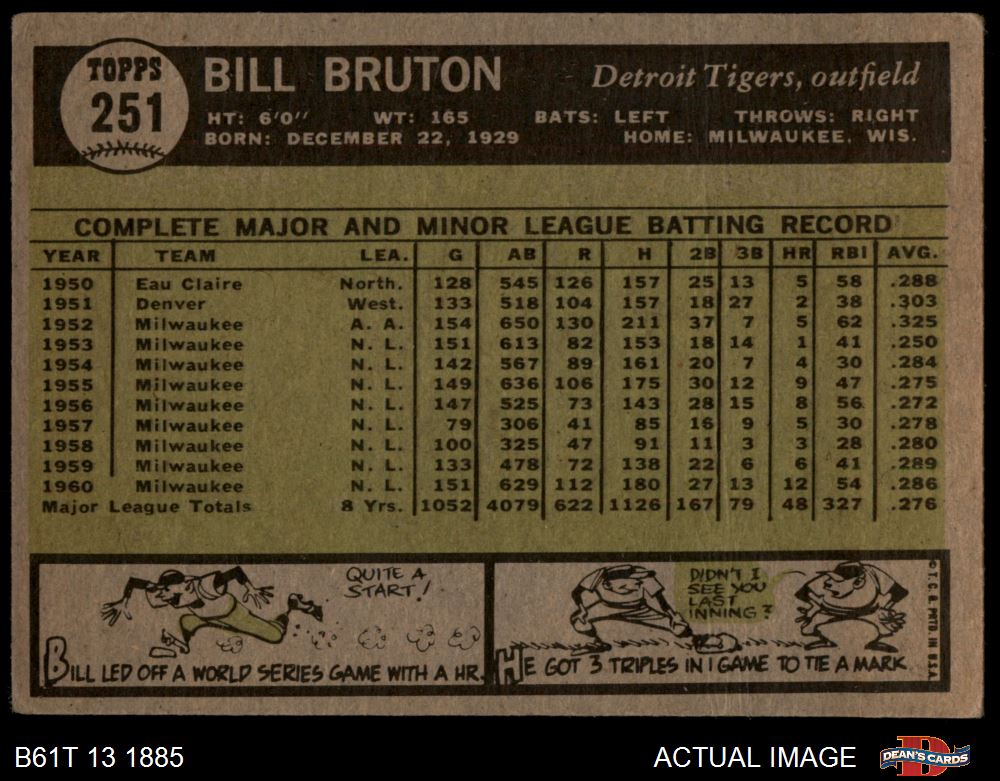 TOPPS
251
BILL BRUTON
Detroit Tigers, outfield
HT: 6'0'' WT: 165 BATS: LEFT THROWS: RIGHT
BORN: DECEMBER 22, 1929 HOME: MILWAUKEE, WIS.
COMPLETE MAJOR AND MINOR LEAGUE BATTING RECORD
YEAR TEAM LEA. G AB R H 2B 3B HR RBI AVG.
1950 Eau Claire North. 128 545 126 157 25 13 5 58 .288
1951 Denver West. 133 518 104 157 18 27 2 38 .303
1952 Milwaukee A. A. 154 650 130 211 37 7 5 62 .325
1953 Milwaukee N. L. 151 613 82 153 18 14 1 41 .250
1954 Milwaukee N. L. 142 567 89 161 20 7 4 30 .284
1955 Milwaukee N. L. 149 636 106 175 30 12 9 47 .275
1956 Milwaukee N. L. 147 525 73 143 28 15 8 56 .272
1957 Milwaukee N. L. 79 306 41 85 16 9 5 30 .278
1958 Milwaukee N. L. 100 325 47 91 11 3 3 28 .280
1959 Milwaukee N. L. 133 478 72 138 22 6 6 41 .289
1960 Milwaukee N. L. 151 629 112 180 27 13 12 54 .286
Major League Totals 8 Yrs. 1052 4079 622 1126 167 79 48 327 .276
QUITE A
START!
BILL LED OFF A WORLD SERIES GAME WITH A HR.
DIDN'T I
SEE YOU
LAST
INNING?
HE GOT 3 TRIPLES IN 1 GAME TO TIE A MARK.
© T.C.G. PRTD. IN U.S.A.
B61T 13 1885
ACTUAL IMAGE
DEAN'S CARDS